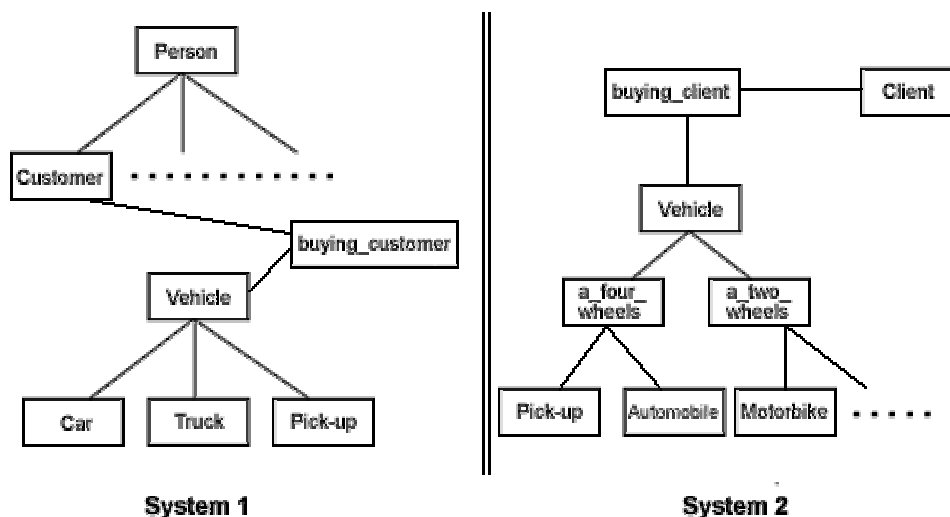 Person
Customer
buying_customer
Vehicle
Car
Truck
Pick-up
System 1
buying_client
Client
Vehicle
a_four_
wheels
a_two_
wheels
Pick-up
Automobile
Motorbike
System 2